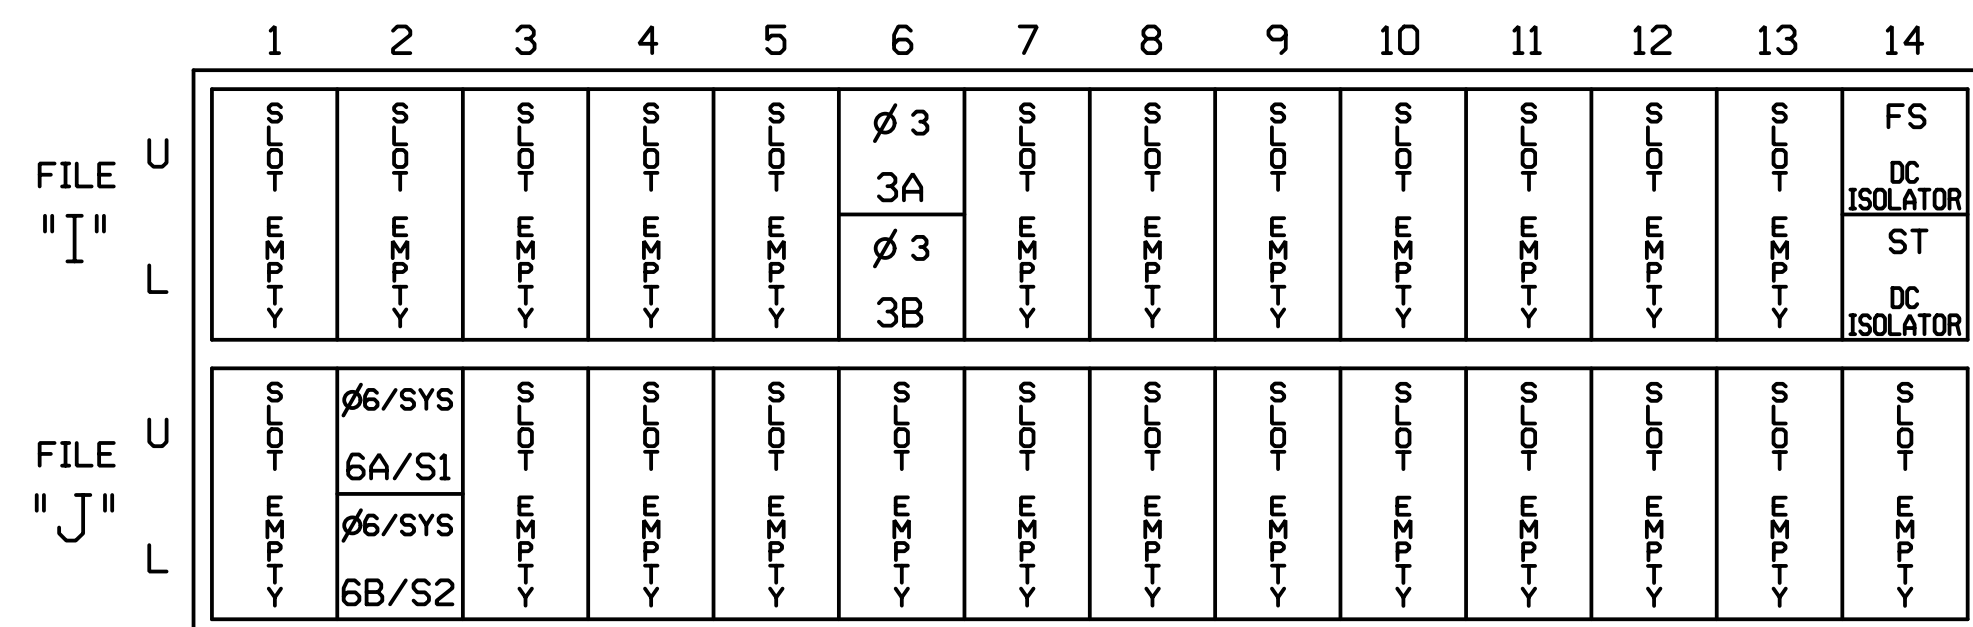 1 2 3 4 5 6 7 8 9 10 11 12 13 14
FILE "I"
U
L
SLOT EMPTY
SLOT EMPTY
SLOT EMPTY
SLOT EMPTY
SLOT EMPTY
Ø 3
3A
Ø 3
3B
SLOT EMPTY
SLOT EMPTY
SLOT EMPTY
SLOT EMPTY
SLOT EMPTY
SLOT EMPTY
SLOT EMPTY
FS
DC
ISOLATOR
ST
DC
ISOLATOR
FILE "J"
U
L
SLOT EMPTY
Ø6/SYS
6A/S1
Ø6/SYS
6B/S2
SLOT EMPTY
SLOT EMPTY
SLOT EMPTY
SLOT EMPTY
SLOT EMPTY
SLOT EMPTY
SLOT EMPTY
SLOT EMPTY
SLOT EMPTY
SLOT EMPTY
SLOT EMPTY
SLOT EMPTY